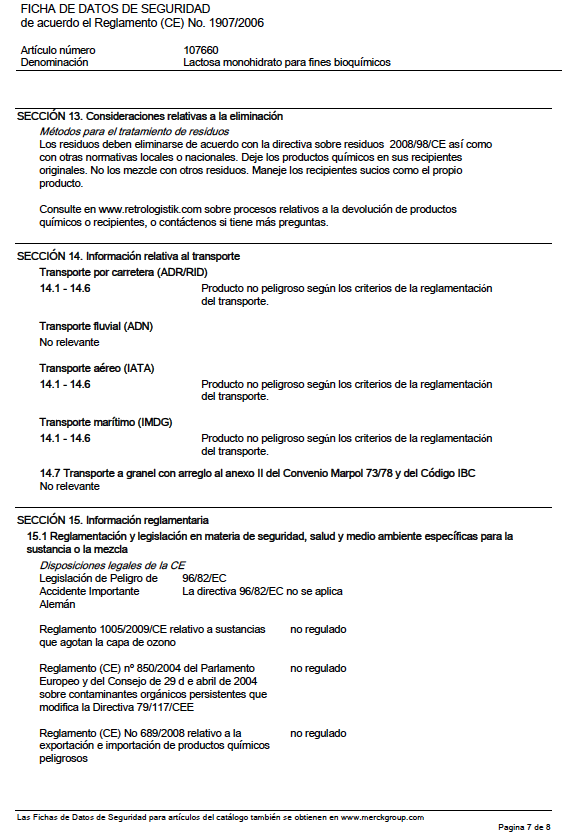 FICHA DE DATOS DE SEGURIDAD
de acuerdo el Reglamento (CE) No. 1907/2006
Artículo número 107660
Denominación Lactosa monohidrato para fines bioquímicos
SECCIÓN 13. Consideraciones relativas a la eliminación
Métodos para el tratamiento de residuos
Los residuos deben eliminarse de acuerdo con la directiva sobre residuos 2008/98/CE así como
con otras normativas locales o nacionales. Deje los productos químicos en sus recipientes
originales. No los mezcle con otros residuos. Maneje los recipientes sucios como el propio
producto.
Consulte en www.retrologistik.com sobre procesos relativos a la devolución de productos
químicos o recipientes, o contáctenos si tiene más preguntas.
SECCIÓN 14. Información relativa al transporte
Transporte por carretera (ADR/RID)
14.1 - 14.6 Producto no peligroso según los criterios de la reglamentación
del transporte.
Transporte fluvial (ADN)
No relevante
Transporte aéreo (IATA)
14.1 - 14.6 Producto no peligroso según los criterios de la reglamentación
del transporte.
Transporte marítimo (IMDG)
14.1 - 14.6 Producto no peligroso según los criterios de la reglamentación
del transporte.
14.7 Transporte a granel con arreglo al anexo II del Convenio Marpol 73/78 y del Código IBC
No relevante
SECCIÓN 15. Información reglamentaria
15.1 Reglamentación y legislación en materia de seguridad, salud y medio ambiente específicas para la
sustancia o la mezcla
Disposiciones legales de la CE
Legislación de Peligro de 96/82/EC
Accidente Importante La directiva 96/82/EC no se aplica
Alemán
Reglamento 1005/2009/CE relativo a sustancias no regulado
que agotan la capa de ozono
Reglamento (CE) nº 850/2004 del Parlamento no regulado
Europeo y del Consejo de 29 d e abril de 2004
sobre contaminantes orgánicos persistentes que
modifica la Directiva 79/117/CEE
Reglamento (CE) No 689/2008 relativo a la no regulado
exportación e importación de productos químicos
peligrosos
Las Fichas de Datos de Seguridad para artículos del catálogo también se obtienen en www.merckgroup.com
Pagina 7 de 8